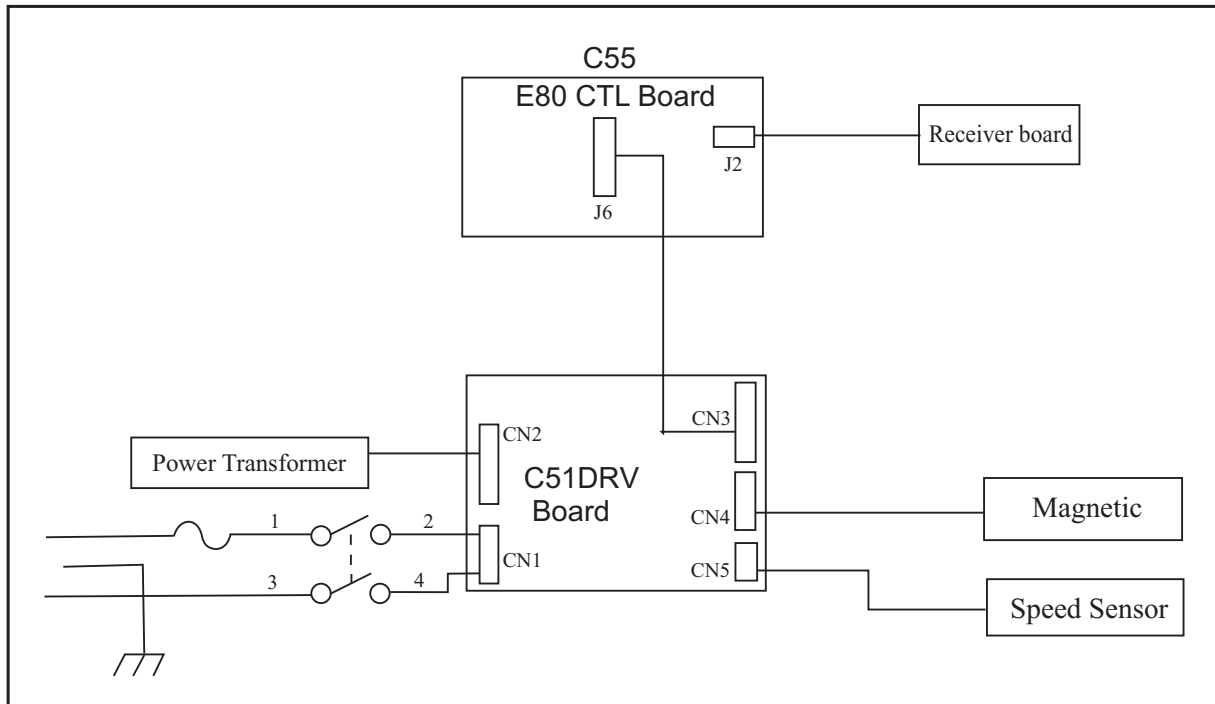 C55
E80 CTL Board
J2
Receiver board
J6
CN3
CN2
Power Transformer
C51DRV
Board
CN4
Magnetic
1
2
CN1
CN5
3
4
Speed Sensor